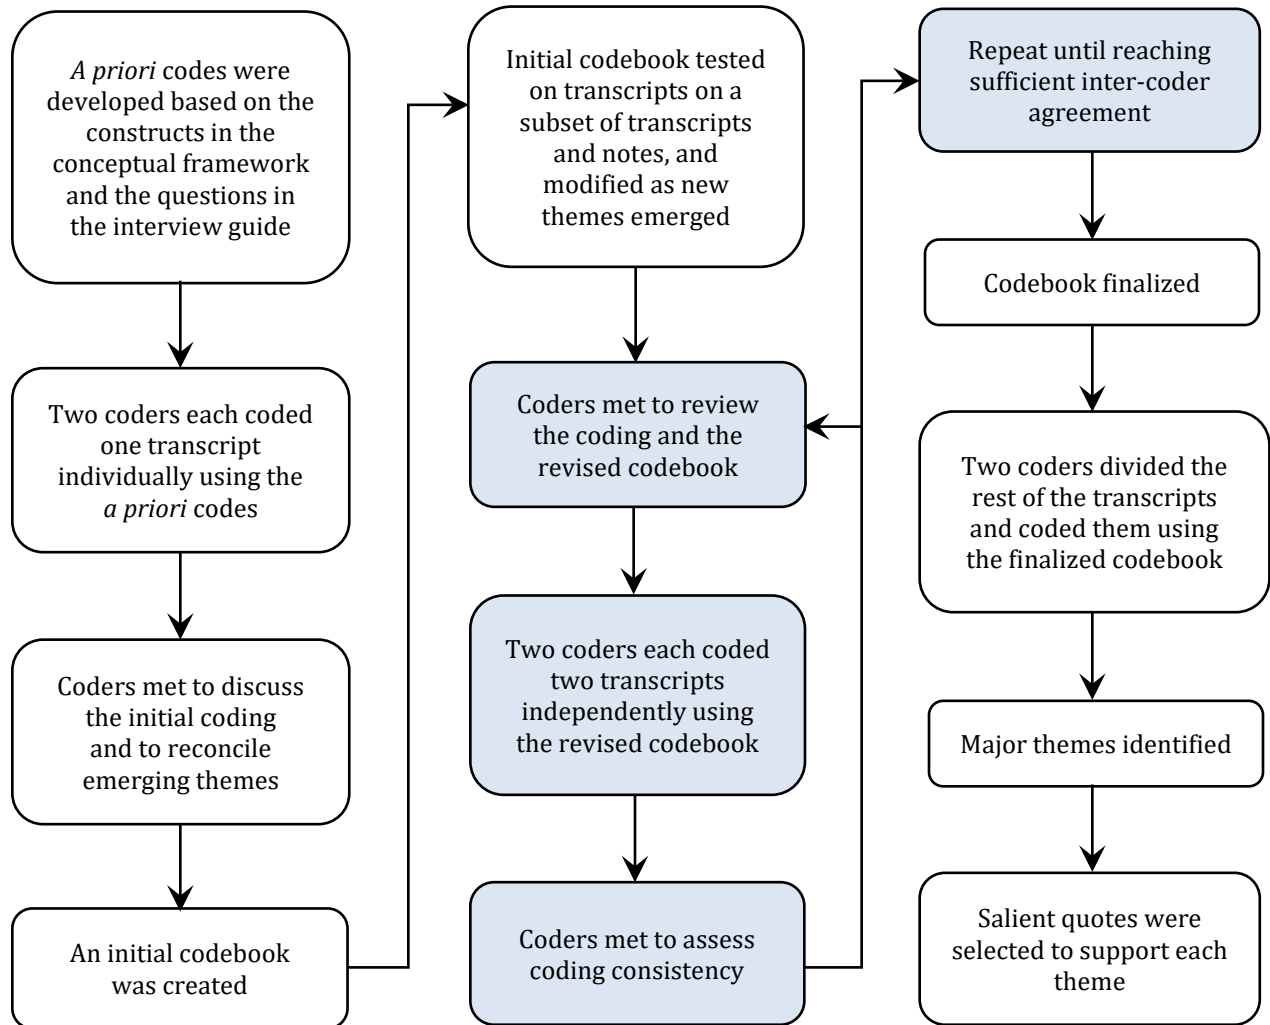 A priori codes were
developed based on the
constructs in the
conceptual framework
and the questions in
the interview guide
Two coders each coded
one transcript
individually using the
a priori codes
Coders met to discuss
the initial coding
and to reconcile
emerging themes
An initial codebook
was created
Initial codebook tested
on transcripts on a
subset of transcripts
and notes, and
modified as new
themes emerged
Coders met to review
the coding and the
revised codebook
Two coders each coded
two transcripts
independently using
the revised codebook
Coders met to assess
coding consistency
Repeat until reaching
sufficient inter-coder
agreement
Codebook finalized
Two coders divided the
rest of the transcripts
and coded them using
the finalized codebook
Major themes identified
Salient quotes were
selected to support each
theme